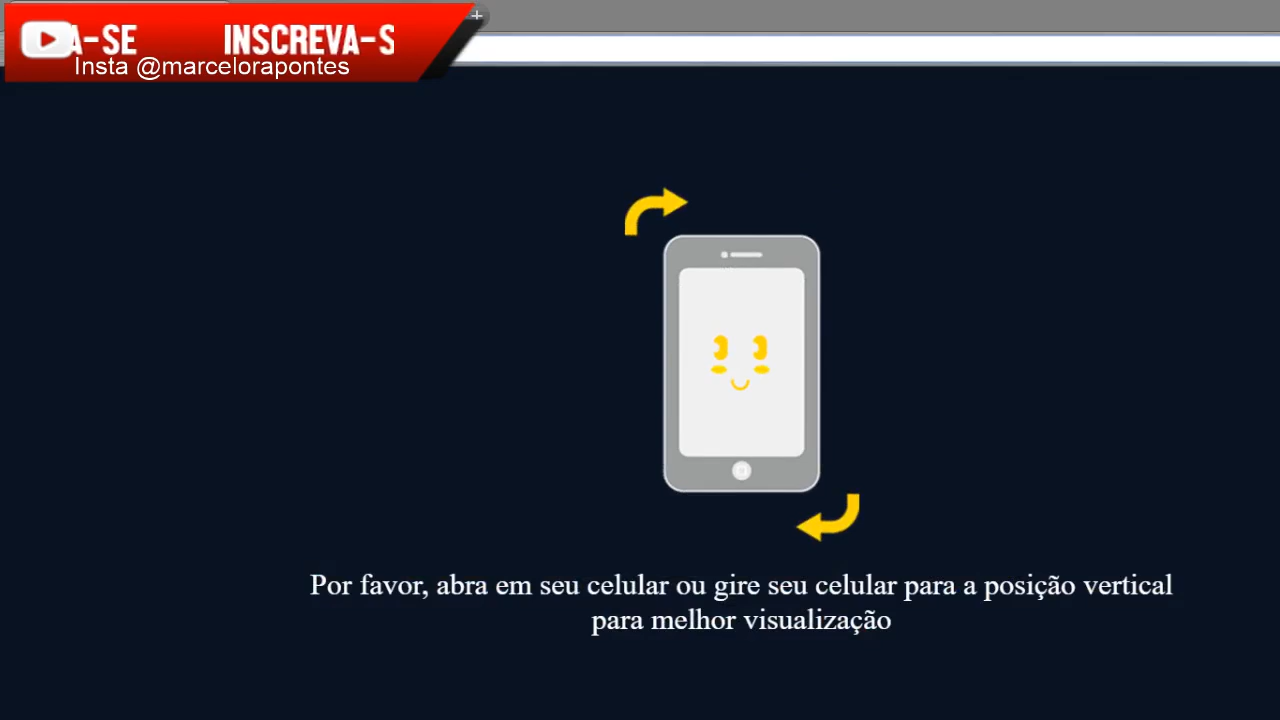 A-SE INSCREVA-S
Insta @marcelorapontes
Por favor, abra em seu celular ou gire seu celular para a posição vertical
para melhor visualização